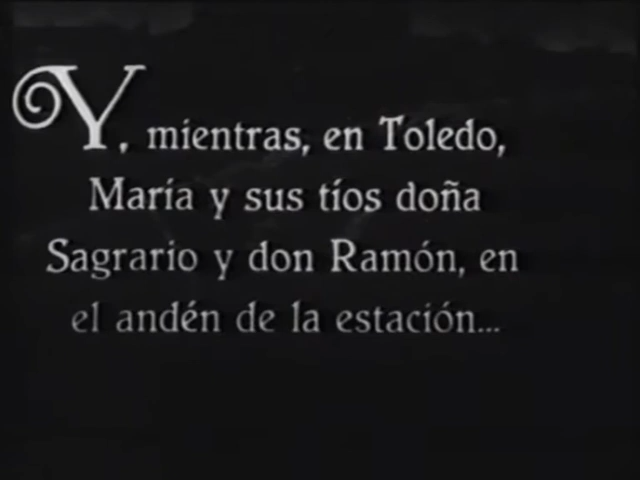 Y, mientras, en Toledo,
María y sus tíos doña
Sagrario y don Ramón, en
el andén de la estación...